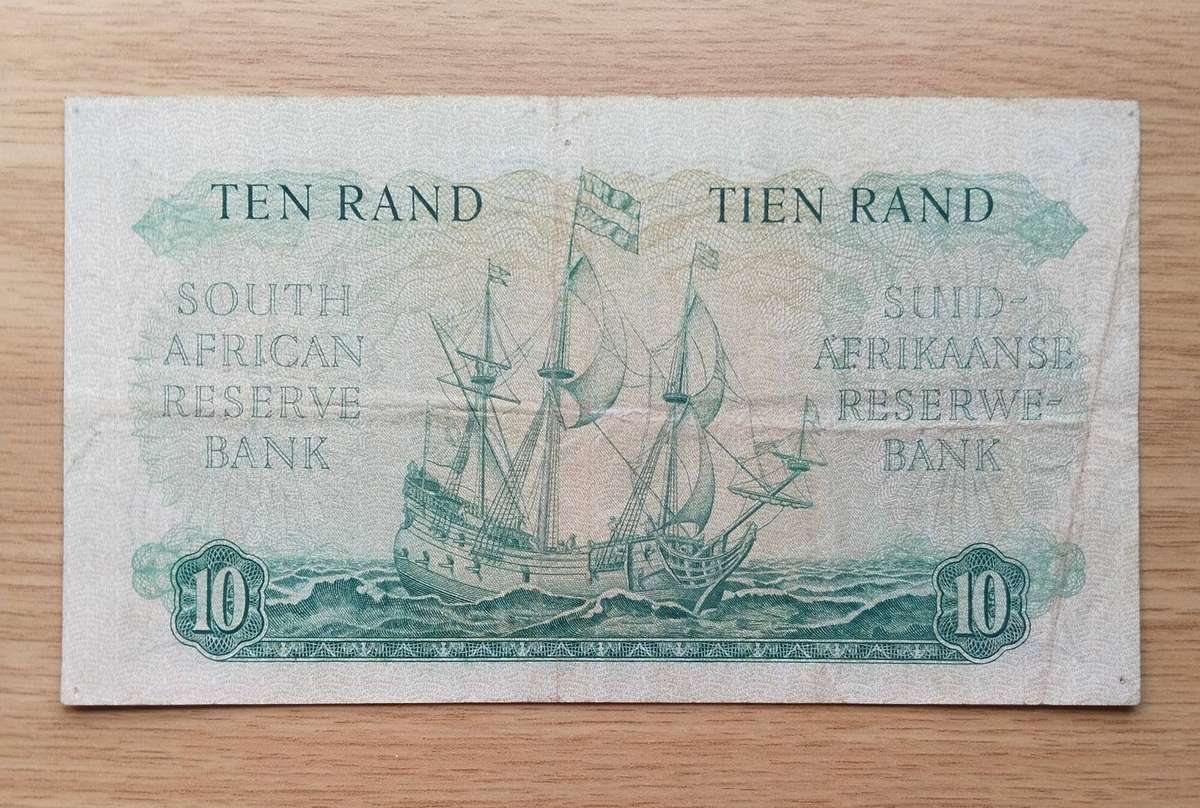 TEN RAND
TIEN RAND
SOUTH
AFRICAN
RESERVE
BANK
SUID-
AFRIKAANSE
RESERWE-
BANK
10
10